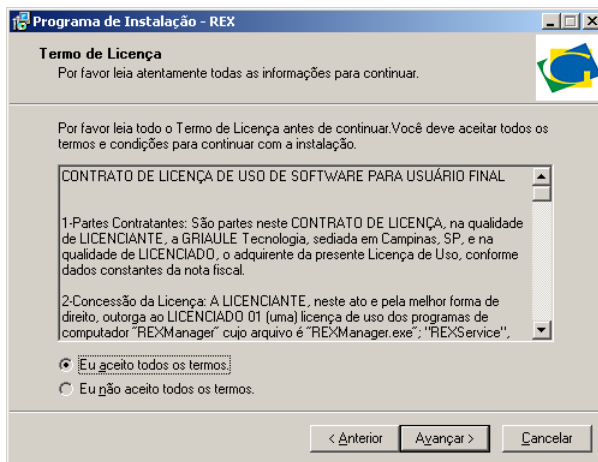 Programa de Instalação - REX
Termo de Licença
Por favor leia atentamente todas as informações para continuar.
Por favor leia todo o Termo de Licença antes de continuar.Você deve aceitar todos os
termos e condições para continuar com a instalação.
CONTRATO DE LICENÇA DE USO DE SOFTWARE PARA USUÁRIO FINAL
1-Partes Contratantes: São partes neste CONTRATO DE LICENÇA, na qualidade
de LICENCIANTE, a GRIAULE Tecnologia, sediada em Campinas, SP, e na
qualidade de LICENCIADO, o adquirente da presente Licença de Uso, conforme
dados constantes da nota fiscal.
2-Concessão da Licença: A LICENCIANTE, neste ato e pela melhor forma de
direito, outorga ao LICENCIADO 01 (uma) licença de uso dos programas de
computador "REXManager" cujo arquivo é "REXManager.exe"; "REXService",
Eu aceito todos os termos.
Eu não aceito todos os termos.
< Anterior
Avançar >
Cancelar